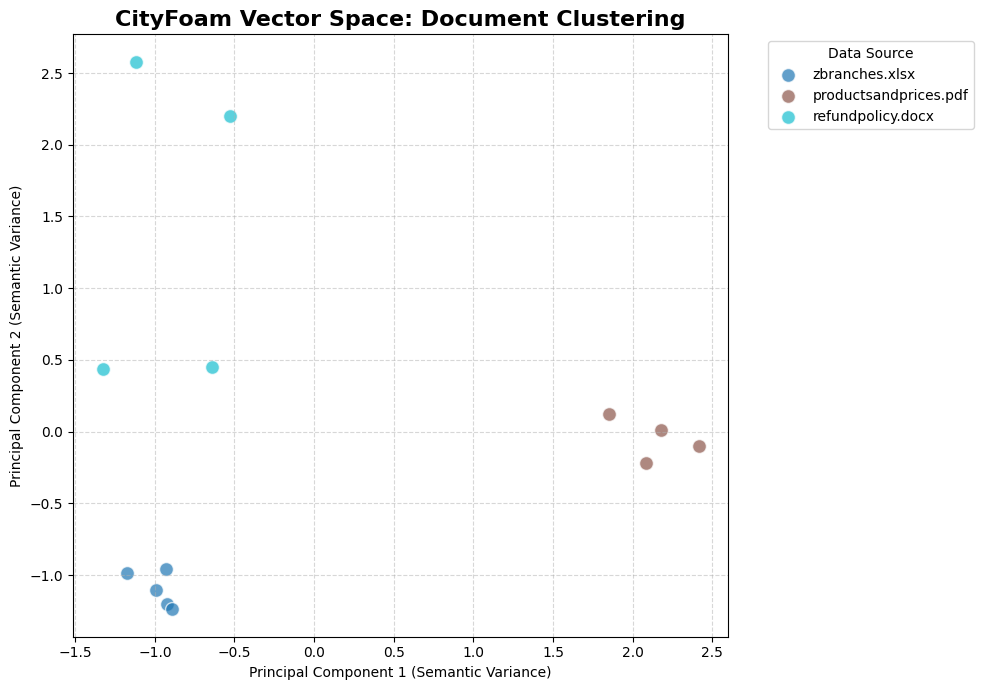 CityFoam Vector Space: Document Clustering
Data Source
zbranches.xlsx
productsandprices.pdf
refundpolicy.docx
Principal Component 2 (Semantic Variance)
2.5
2.0
1.5
1.0
0.5
0.0
−0.5
−1.0
−1.5
−1.0
−0.5
0.0
0.5
1.0
1.5
2.0
2.5
Principal Component 1 (Semantic Variance)